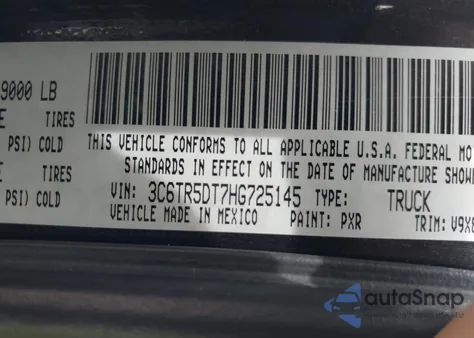 9000 LB
E TIRES
PSI) COLD
TIRES
PSI) COLD
THIS VEHICLE CONFORMS TO ALL APPLICABLE U.S.A. FEDERAL MO
STANDARDS IN EFFECT ON THE DATE OF MANUFACTURE SHOW
VIN: 3C6TR5DT7HG725145 TYPE: TRUCK
VEHICLE MADE IN MEXICO PAINT: PXR TRIM: V9X8
autoSnap